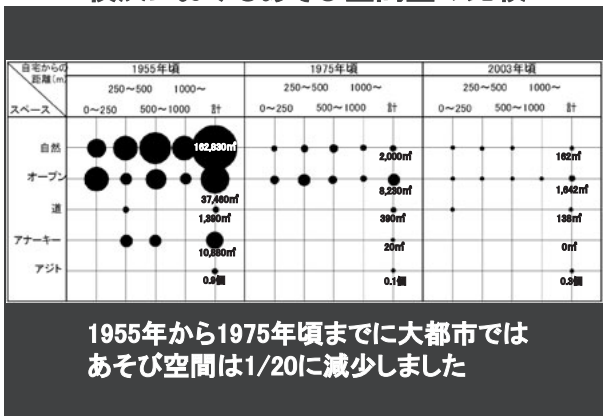 自宅からの
距離(m)
スペース
1955年頃
1975年頃
2003年頃
250～500 1000～
0～250 500～1000 計
250～500 1000～
0～250 500～1000 計
250～500 1000～
0～250 500～1000 計
自然
162,830㎡
2,000㎡
162㎡
オープン
37,460㎡
8,230㎡
1,642㎡
道
1,390㎡
390㎡
138㎡
アナーキー
10,880㎡
20㎡
0㎡
アジト
0.9個
0.1個
0.3個
1955年から1975年頃までに大都市では
あそび空間は1/20に減少しました